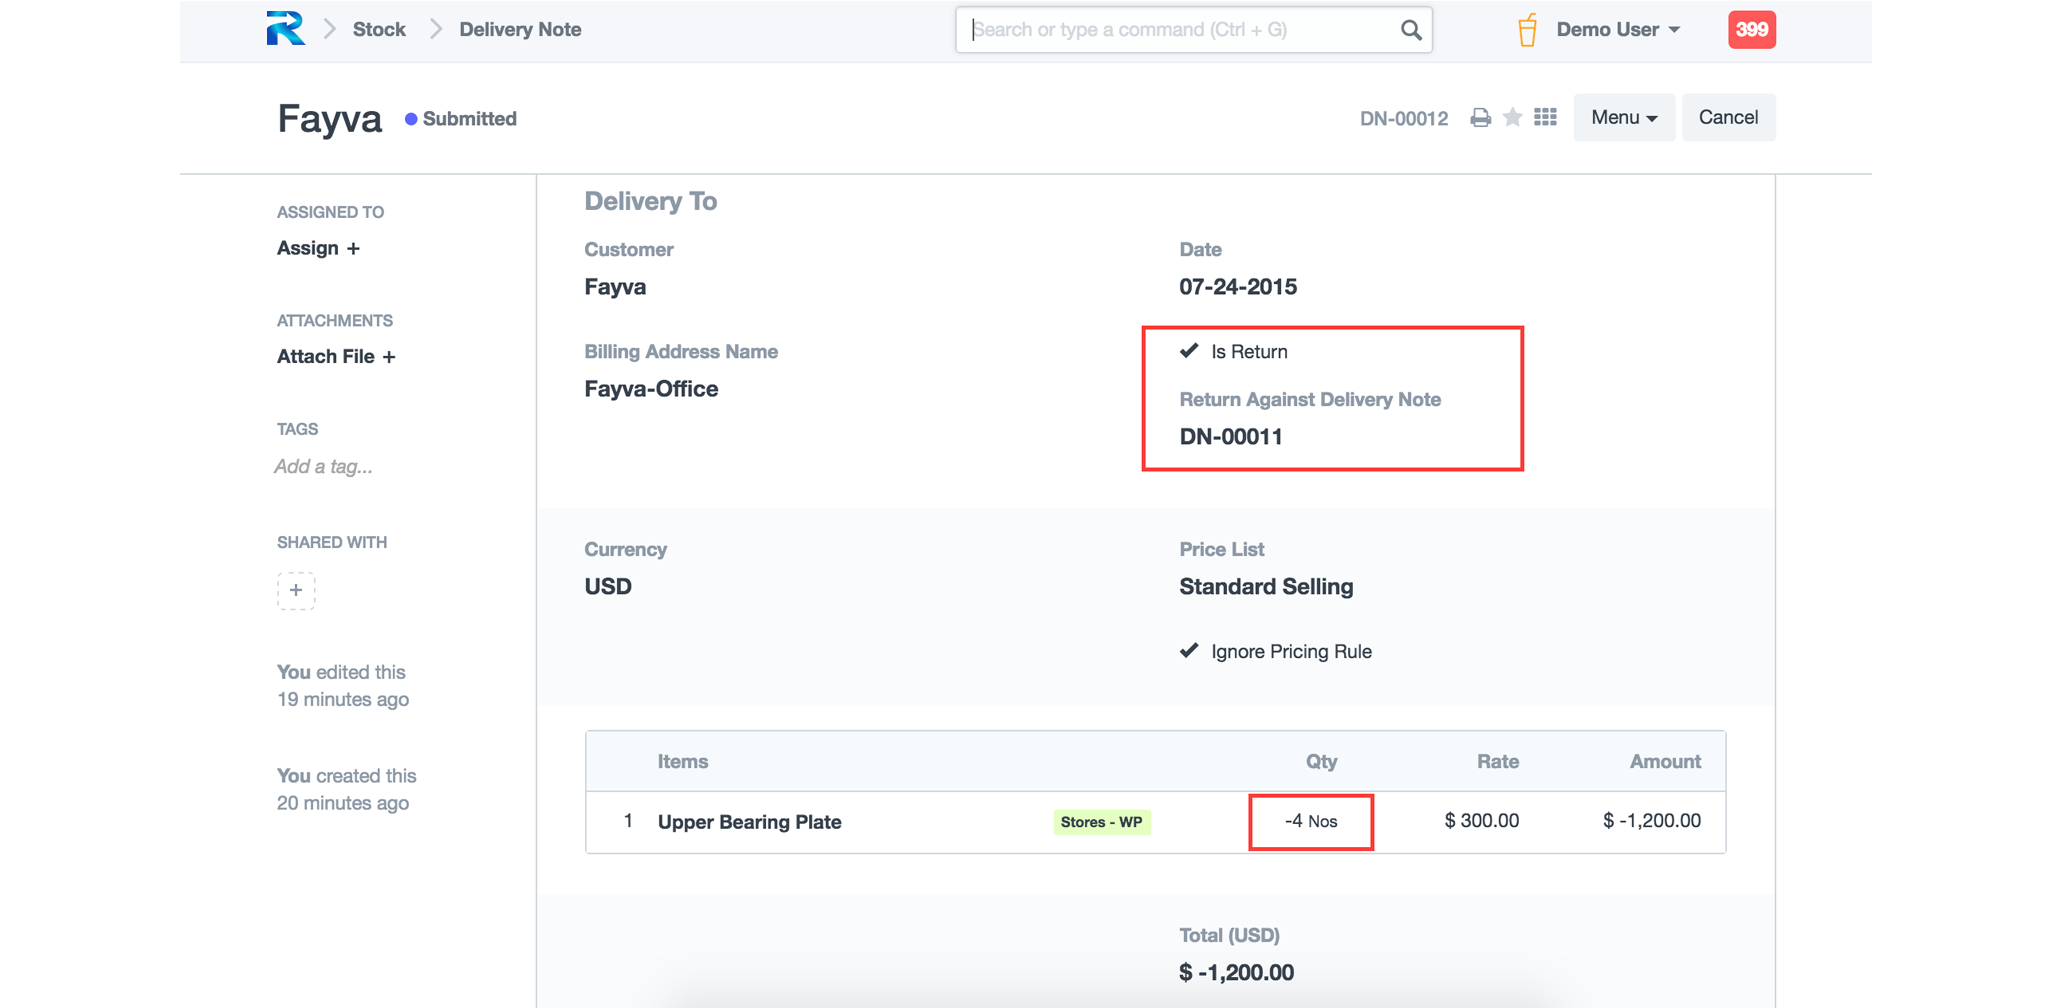 Stock
Delivery Note
Search or type a command (Ctrl + G)
Demo User
399
Fayva
Submitted
DN-00012
Menu
Cancel
ASSIGNED TO
Assign +
ATTACHMENTS
Attach File +
TAGS
Add a tag...
SHARED WITH
+
You edited this
19 minutes ago
You created this
20 minutes ago
Delivery To
Customer
Fayva
Date
07-24-2015
Billing Address Name
Fayva-Office
Is Return
Return Against Delivery Note
DN-00011
Currency
USD
Price List
Standard Selling
Ignore Pricing Rule
Items Qty Rate Amount
1 Upper Bearing Plate Stores - WP -4 Nos $ 300.00 $ -1,200.00
Total (USD)
$ -1,200.00